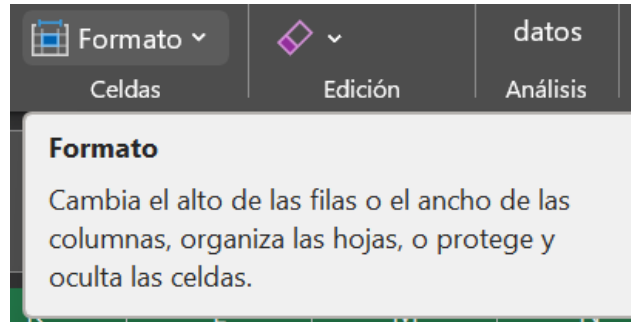 Formato
datos
Celdas
Edición
Análisis
Formato
Cambia el alto de las filas o el ancho de las
columnas, organiza las hojas, o protege y
oculta las celdas.